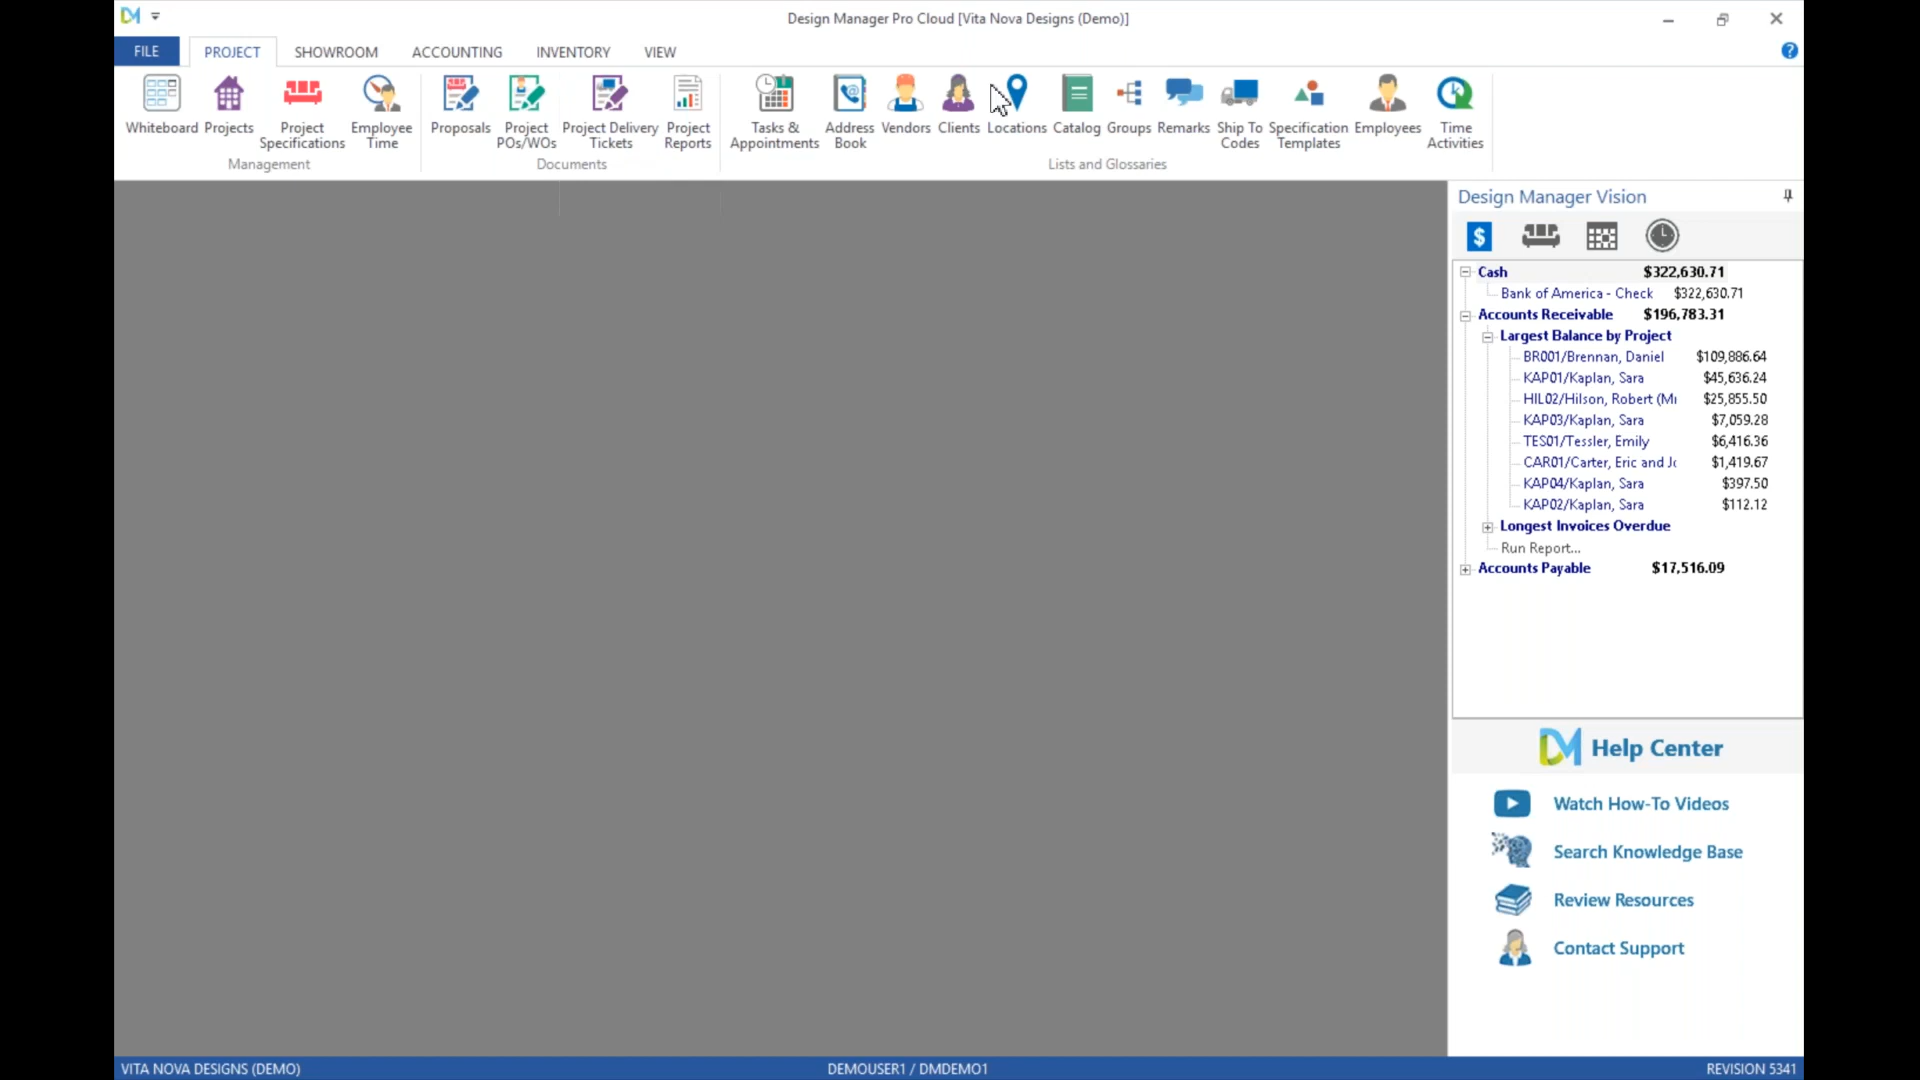 Design Manager Pro Cloud [Vita Nova Designs (Demo)]
FILE PROJECT SHOWROOM ACCOUNTING INVENTORY VIEW
Whiteboard
Projects
Project
Specifications
Employee
Time
Management
Proposals
Project
POs/WOs
Project Delivery
Tickets
Project
Reports
Documents
Tasks &
Appointments
Address
Book
Vendors
Clients
Locations
Catalog
Groups
Remarks
Ship To
Codes
Specification
Templates
Employees
Time
Activities
Lists and Glossaries
Design Manager Vision
Cash $322,630.71
Bank of America - Check $322,630.71
Accounts Receivable $196,783.31
Largest Balance by Project
BR001/Brennan, Daniel $109,886.64
KAP01/Kaplan, Sara $45,636.24
HIL02/Hilson, Robert (Mr $25,855.50
KAP03/Kaplan, Sara $7,059.28
TES01/Tessler, Emily $6,416.36
CAR01/Carter, Eric and Jo $1,419.67
KAP04/Kaplan, Sara $397.50
KAP02/Kaplan, Sara $112.12
Longest Invoices Overdue
Run Report...
Accounts Payable $17,516.09
DM Help Center
Watch How-To Videos
Search Knowledge Base
Review Resources
Contact Support
VITA NOVA DESIGNS (DEMO) DEMOUSER1 / DMDEMO1 REVISION 5341